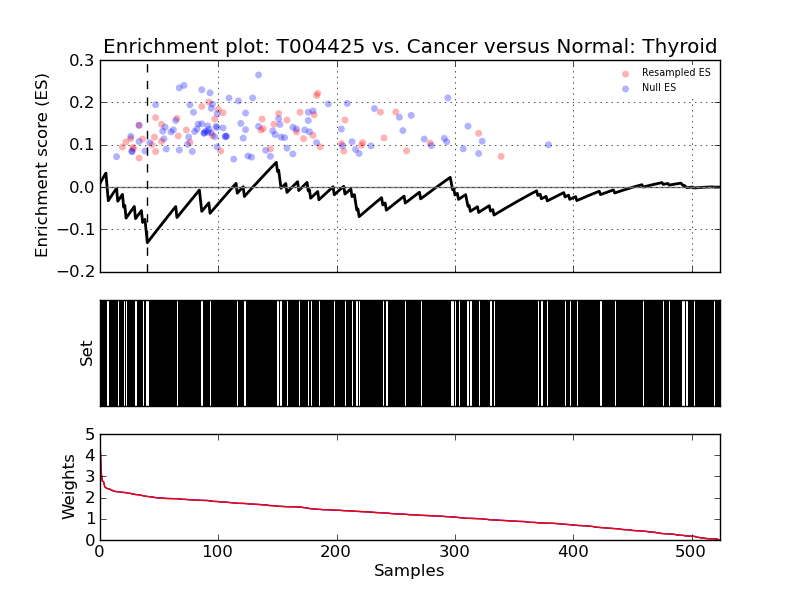 Enrichment plot: T004425 vs. Cancer versus Normal: Thyroid
Enrichment score (ES)
0.3
0.2
0.1
0.0
−0.1
−0.2
Resampled ES
Null ES
Set
Weights
5
4
3
2
1
0
0 100 200 300 400 500
Samples